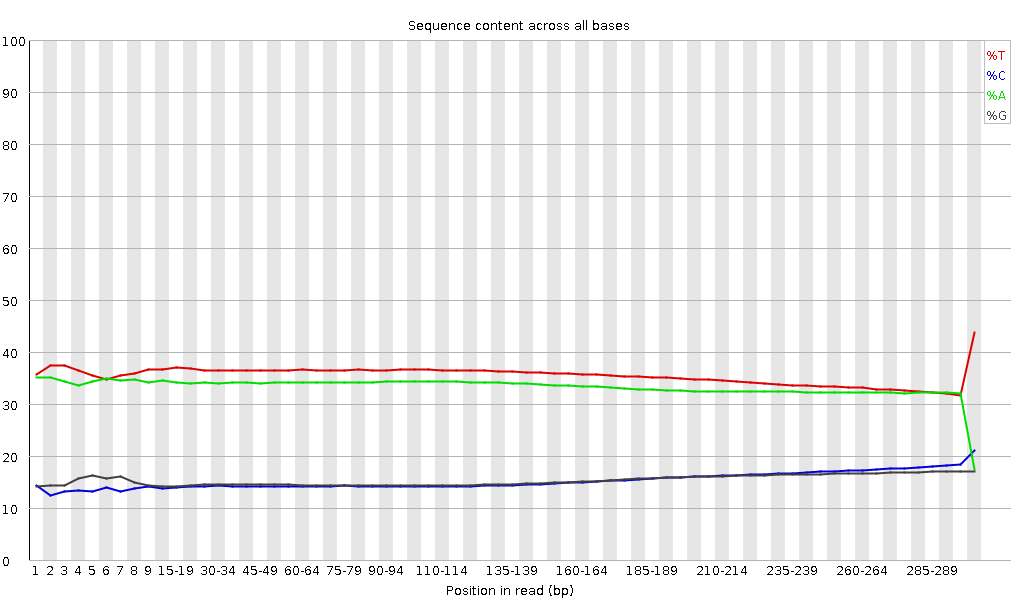 Sequence content across all bases
100
90
80
70
60
50
40
30
20
10
0
%T
%C
%A
%G
1 2 3 4 5 6 7 8 9 15-19 30-34 45-49 60-64 75-79 90-94 110-114 135-139 160-164 185-189 210-214 235-239 260-264 285-289
Position in read (bp)